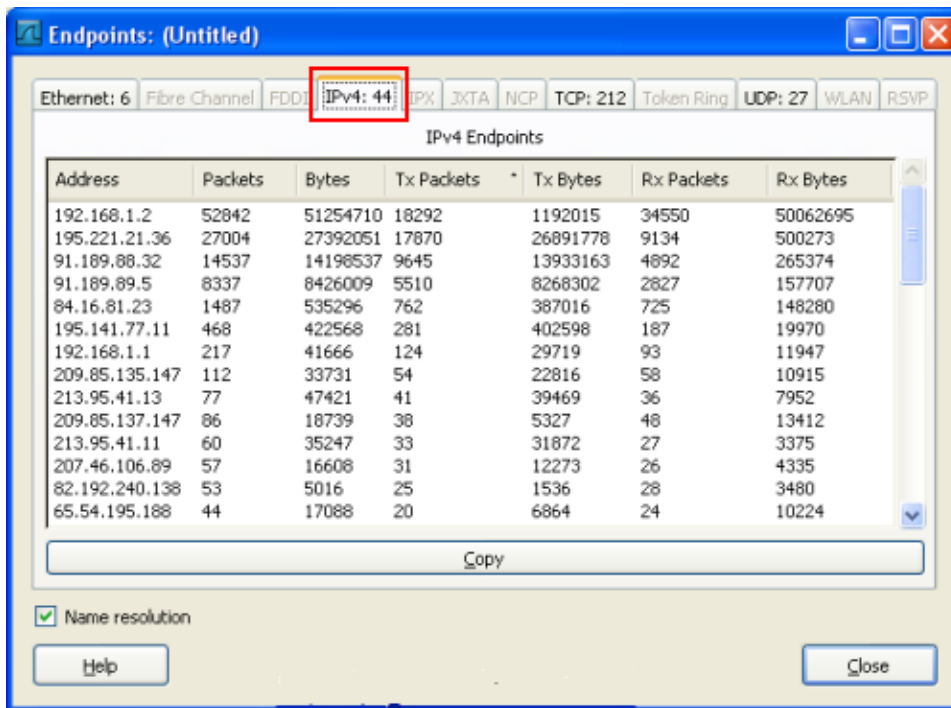 Endpoints: (Untitled)
Ethernet: 6 Fibre Channel FDDI IPv4: 44 IPX JXTA NCP TCP: 212 Token Ring UDP: 27 WLAN RSVP
IPv4 Endpoints
Address Packets Bytes Tx Packets Tx Bytes Rx Packets Rx Bytes
192.168.1.2 52842 51254710 18292 1192015 34550 50062695
195.221.21.36 27004 27392051 17870 26891778 9134 500273
91.189.88.32 14537 14198537 9645 13933163 4892 265374
91.189.89.5 8337 8426009 5510 8268302 2827 157707
84.16.81.23 1487 535296 762 387016 725 148280
195.141.77.11 468 422568 281 402598 187 19970
192.168.1.1 217 41666 124 29719 93 11947
209.85.135.147 112 33731 54 22816 58 10915
213.95.41.13 77 47421 41 39469 36 7952
209.85.137.147 86 18739 38 5327 48 13412
213.95.41.11 60 35247 33 31872 27 3375
207.46.106.89 57 16608 31 12273 26 4335
82.192.240.138 53 5016 25 1536 28 3480
65.54.195.188 44 17088 20 6864 24 10224
Copy
Name resolution
Help Close